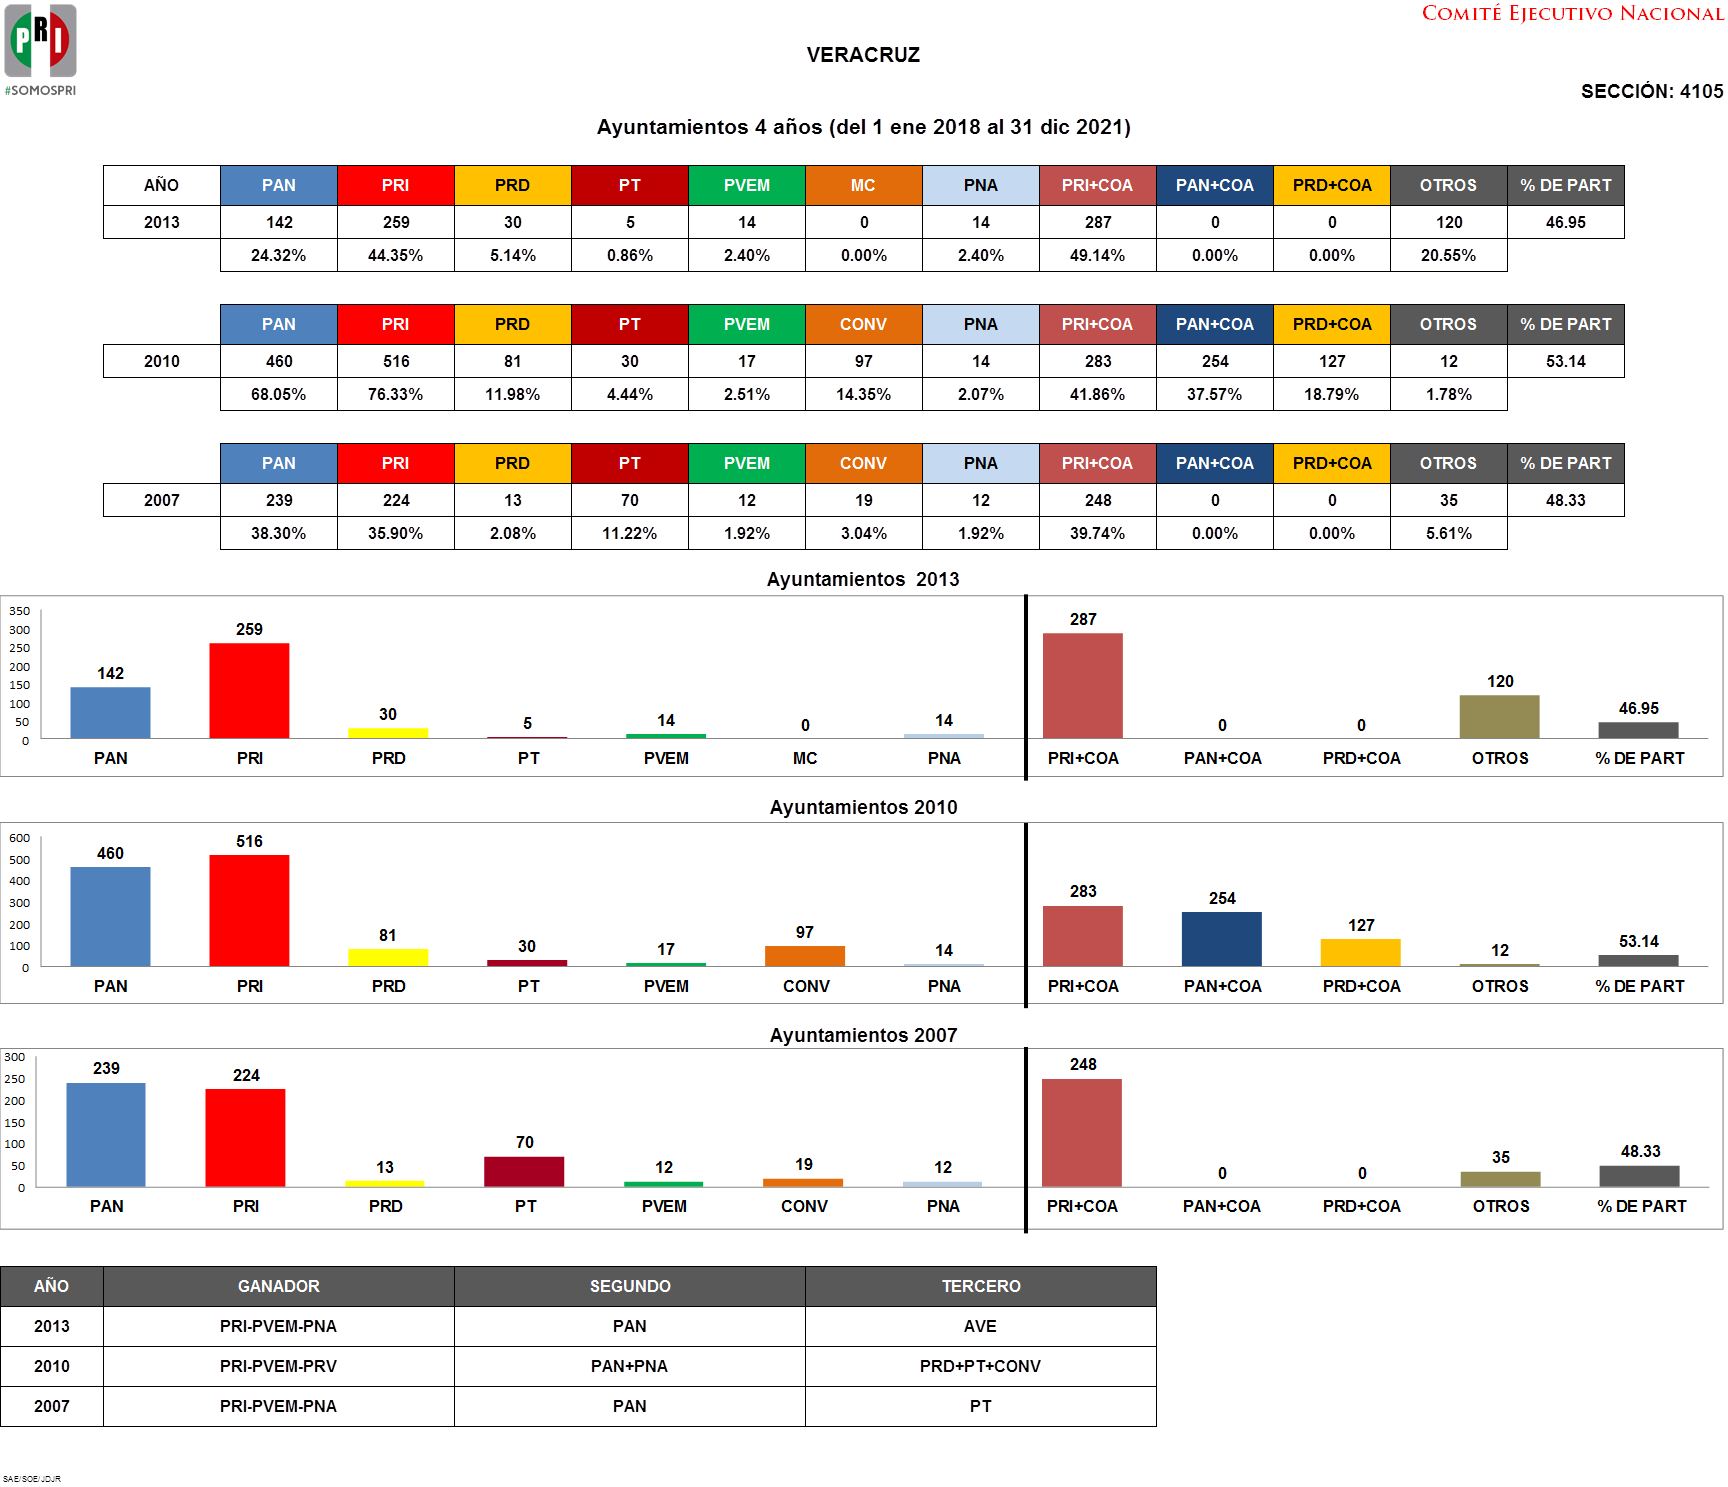 PRI
#SOMOSPRI
COMITÉ EJECUTIVO NACIONAL
VERACRUZ
SECCIÓN: 4105
Ayuntamientos 4 años (del 1 ene 2018 al 31 dic 2021)
AÑO PAN PRI PRD PT PVEM MC PNA PRI+COA PAN+COA PRD+COA OTROS % DE PART
2013 142 259 30 5 14 0 14 287 0 0 120 46.95
24.32% 44.35% 5.14% 0.86% 2.40% 0.00% 2.40% 49.14% 0.00% 0.00% 20.55%
PAN PRI PRD PT PVEM CONV PNA PRI+COA PAN+COA PRD+COA OTROS % DE PART
2010 460 516 81 30 17 97 14 283 254 127 12 53.14
68.05% 76.33% 11.98% 4.44% 2.51% 14.35% 2.07% 41.86% 37.57% 18.79% 1.78%
PAN PRI PRD PT PVEM CONV PNA PRI+COA PAN+COA PRD+COA OTROS % DE PART
2007 239 224 13 70 12 19 12 248 0 0 35 48.33
38.30% 35.90% 2.08% 11.22% 1.92% 3.04% 1.92% 39.74% 0.00% 0.00% 5.61%
Ayuntamientos 2013
350
300
250
200
150
100
50
0
142 259 30 5 14 0 14 287 0 0 120 46.95
PAN PRI PRD PT PVEM MC PNA PRI+COA PAN+COA PRD+COA OTROS % DE PART
Ayuntamientos 2010
600
500
400
300
200
100
0
460 516 81 30 17 97 14 283 254 127 12 53.14
PAN PRI PRD PT PVEM CONV PNA PRI+COA PAN+COA PRD+COA OTROS % DE PART
Ayuntamientos 2007
300
250
200
150
100
50
0
239 224 13 70 12 19 12 248 0 0 35 48.33
PAN PRI PRD PT PVEM CONV PNA PRI+COA PAN+COA PRD+COA OTROS % DE PART
AÑO GANADOR SEGUNDO TERCERO
2013 PRI-PVEM-PNA PAN AVE
2010 PRI-PVEM-PRV PAN+PNA PRD+PT+CONV
2007 PRI-PVEM-PNA PAN PT
SAE/SOE/JDJR